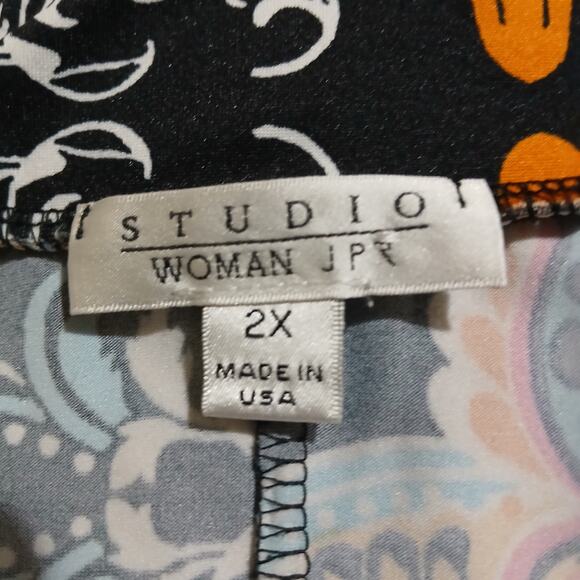 STUDIO
WOMAN JPR
2X
MADE IN
USA